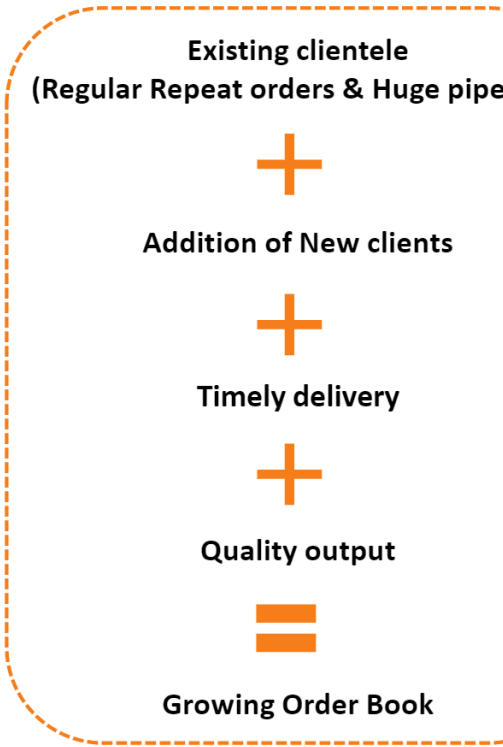 Existing clientele
(Regular Repeat orders & Huge pipe
+
Addition of New clients
+
Timely delivery
+
Quality output
=
Growing Order Book